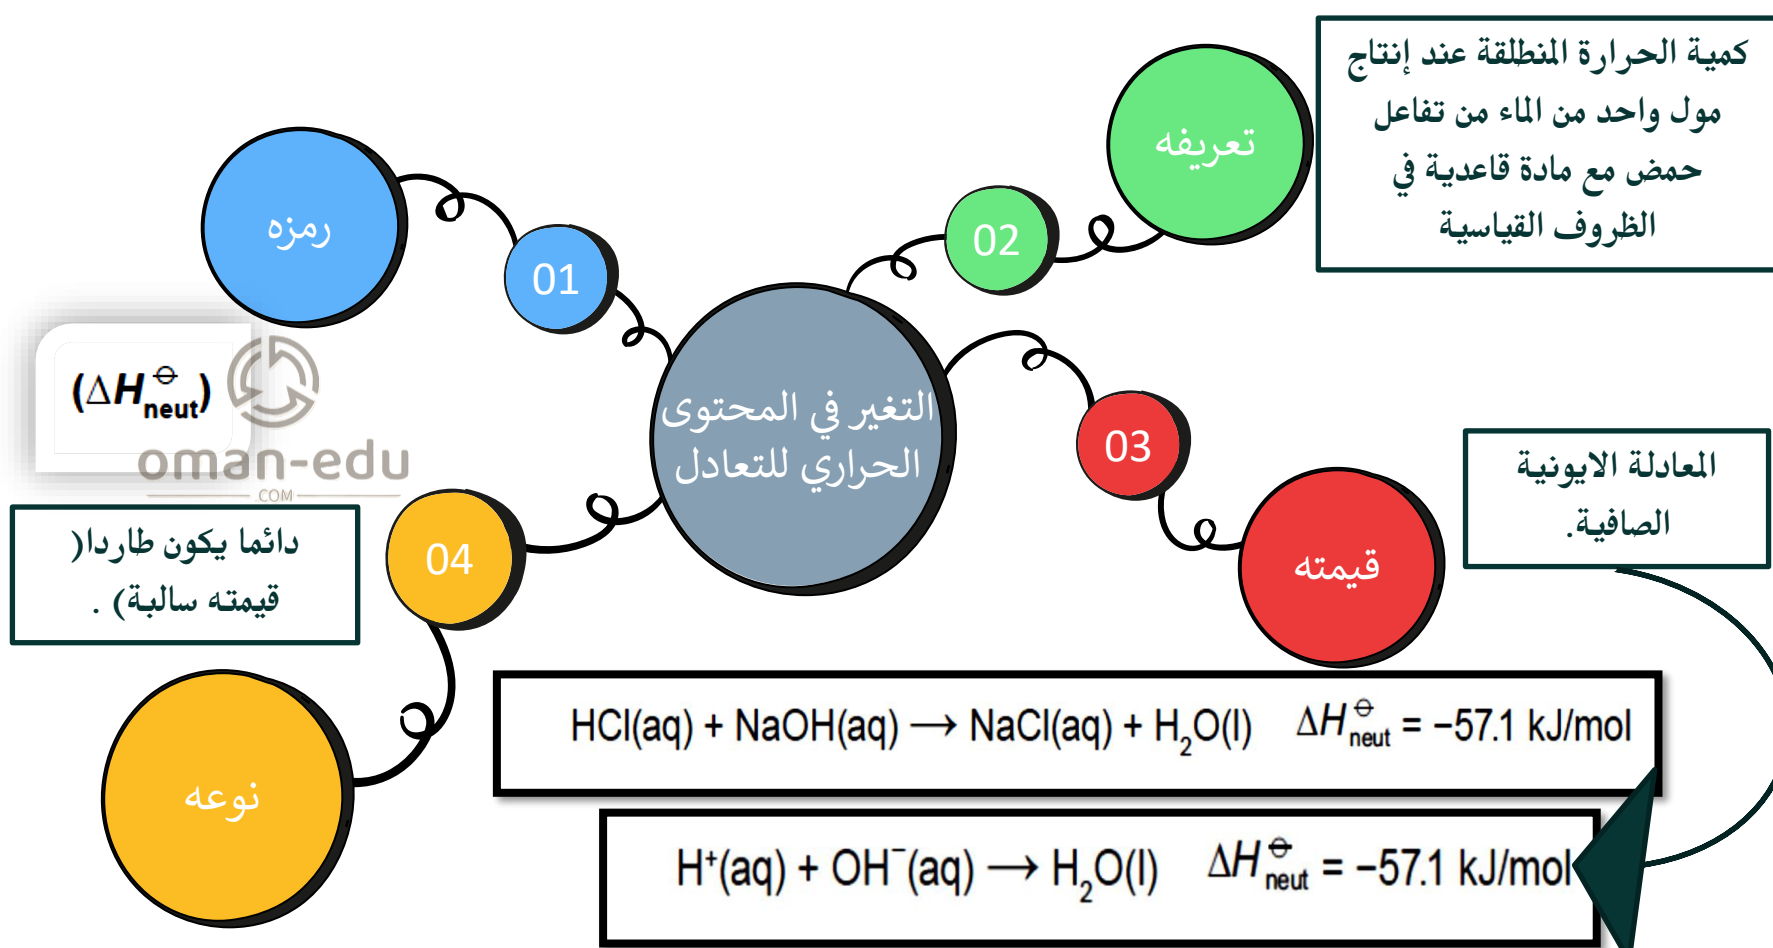 التغير في المحتوى
الحراري للتعادل
01
رمزه
(ΔH⦵neut)
oman-edu
.COM
02
تعريفه
كمية الحرارة المنطلقة عند إنتاج
مول واحد من الماء من تفاعل
حمض مع مادة قاعدية في
الظروف القياسية
03
قيمته
المعادلة الايونية
الصافية.
HCl(aq) + NaOH(aq) → NaCl(aq) + H₂O(l) ΔH⦵neut = −57.1 kJ/mol
H⁺(aq) + OH⁻(aq) → H₂O(l) ΔH⦵neut = −57.1 kJ/mol
04
نوعه
دائما يكون طاردا(
قيمته سالبة) .